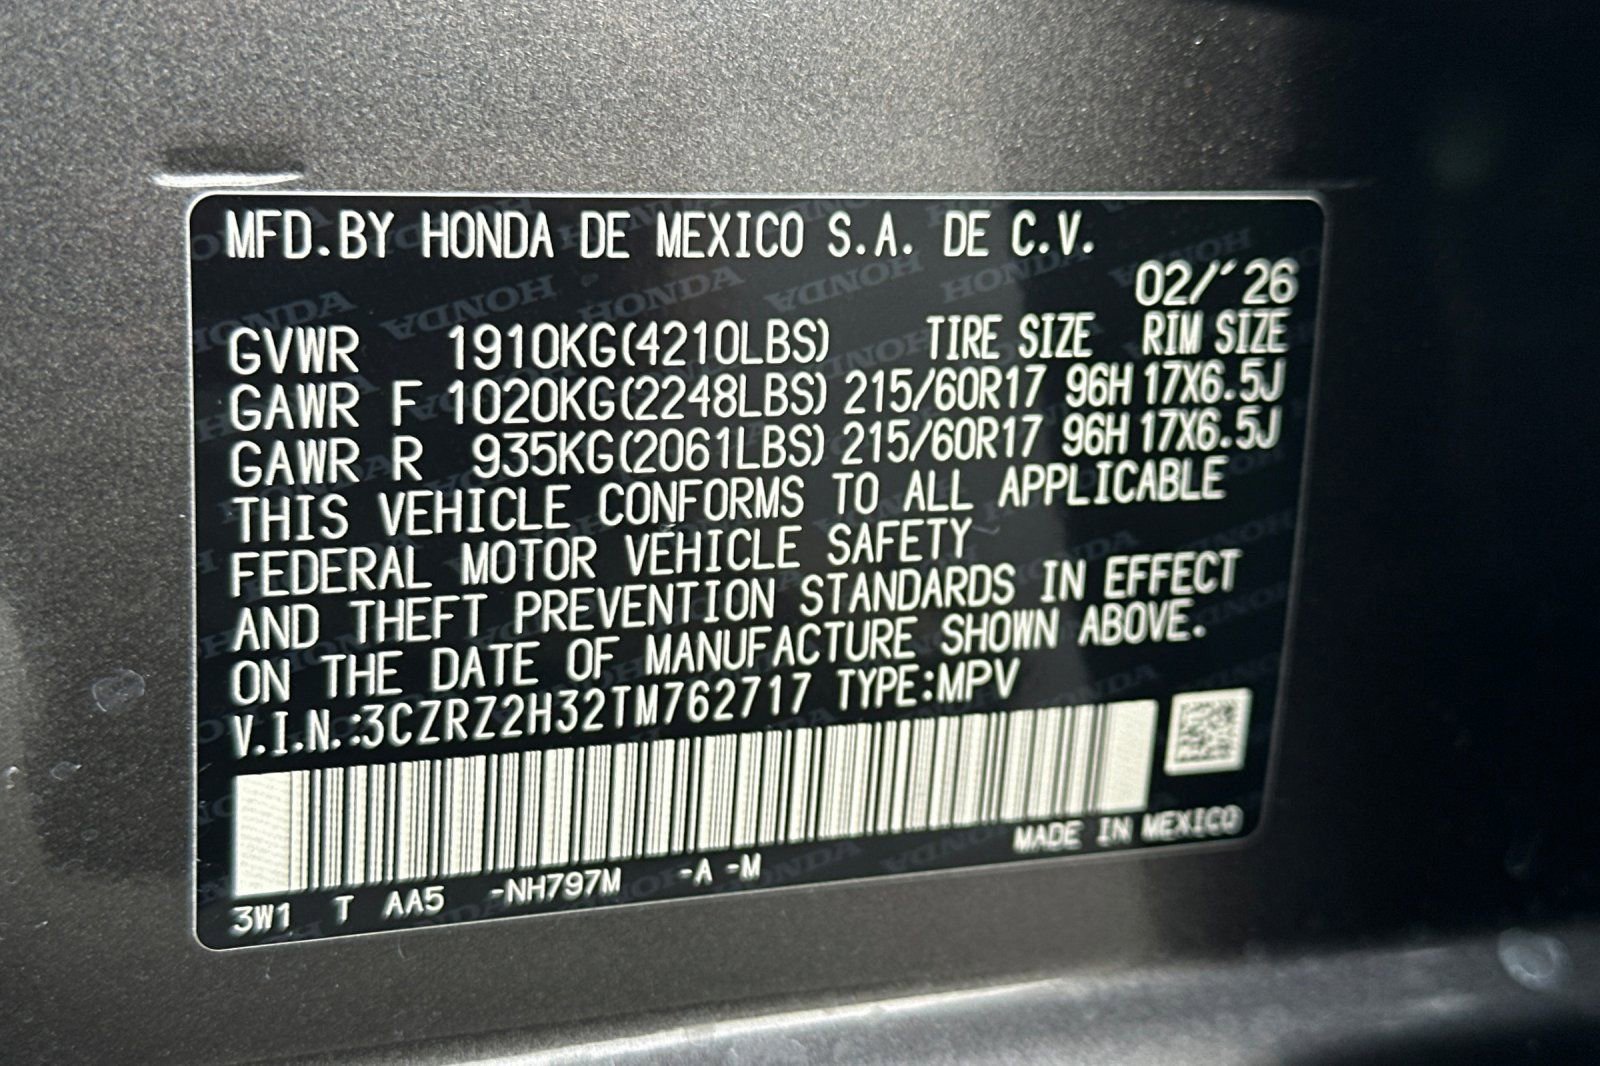 MFD.BY HONDA DE MEXICO S.A. DE C.V.
02/'26
GVWR 1910KG(4210LBS) TIRE SIZE RIM SIZE
GAWR F 1020KG(2248LBS) 215/60R17 96H 17X6.5J
GAWR R 935KG(2061LBS) 215/60R17 96H 17X6.5J
THIS VEHICLE CONFORMS TO ALL APPLICABLE
FEDERAL MOTOR VEHICLE SAFETY
AND THEFT PREVENTION STANDARDS IN EFFECT
ON THE DATE OF MANUFACTURE SHOWN ABOVE.
V.I.N.:3CZRZ2H32TM762717 TYPE:MPV
MADE IN MEXICO
3W1 T AA5 -NH797M -A -M